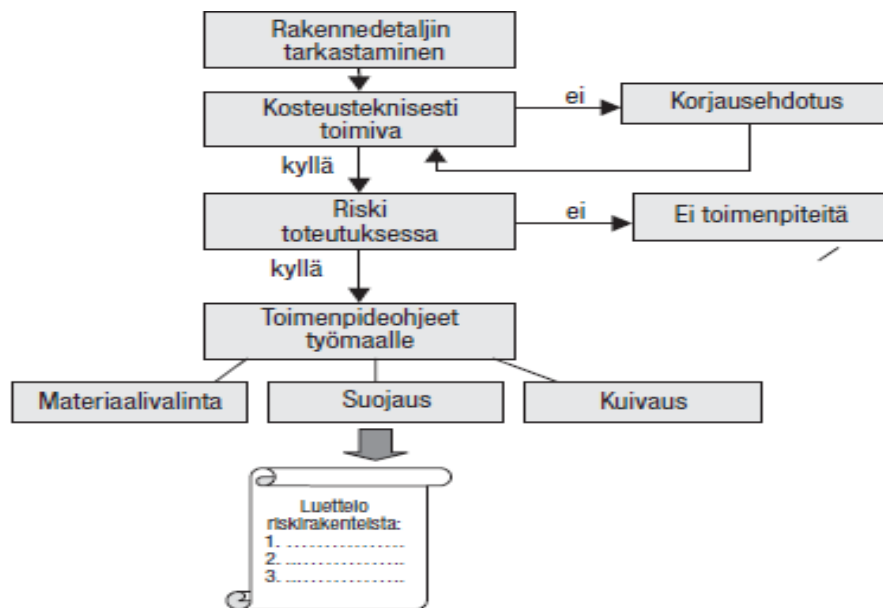 Rakennedetaljin
tarkastaminen
Kosteusteknisesti
toimiva
ei
Korjausehdotus
kyllä
Riski
toteutuksessa
ei
Ei toimenpiteitä
kyllä
Toimenpideohjeet
työmaalle
Materiaalivalinta
Suojaus
Kuivaus
Luettelo
riskirakenteista:
1. ........................
2. ........................
3. ........................